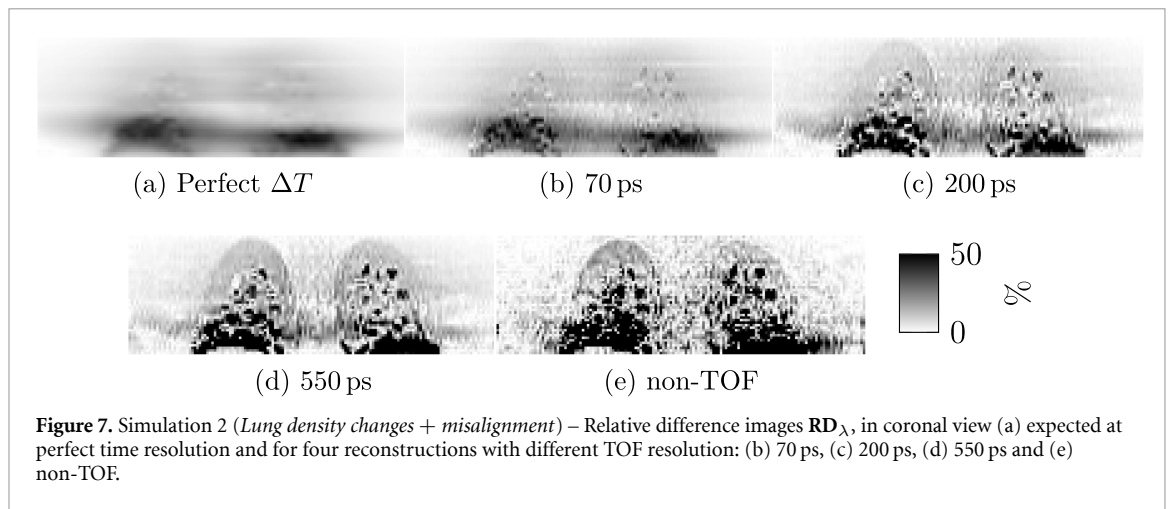 (a) Perfect ΔT
(b) 70 ps
(c) 200 ps
50
%
0
(d) 550 ps
(e) non-TOF
Figure 7. Simulation 2 (Lung density changes + misalignment) – Relative difference images RDλ, in coronal view (a) expected at
perfect time resolution and for four reconstructions with different TOF resolution: (b) 70 ps, (c) 200 ps, (d) 550 ps and (e)
non-TOF.